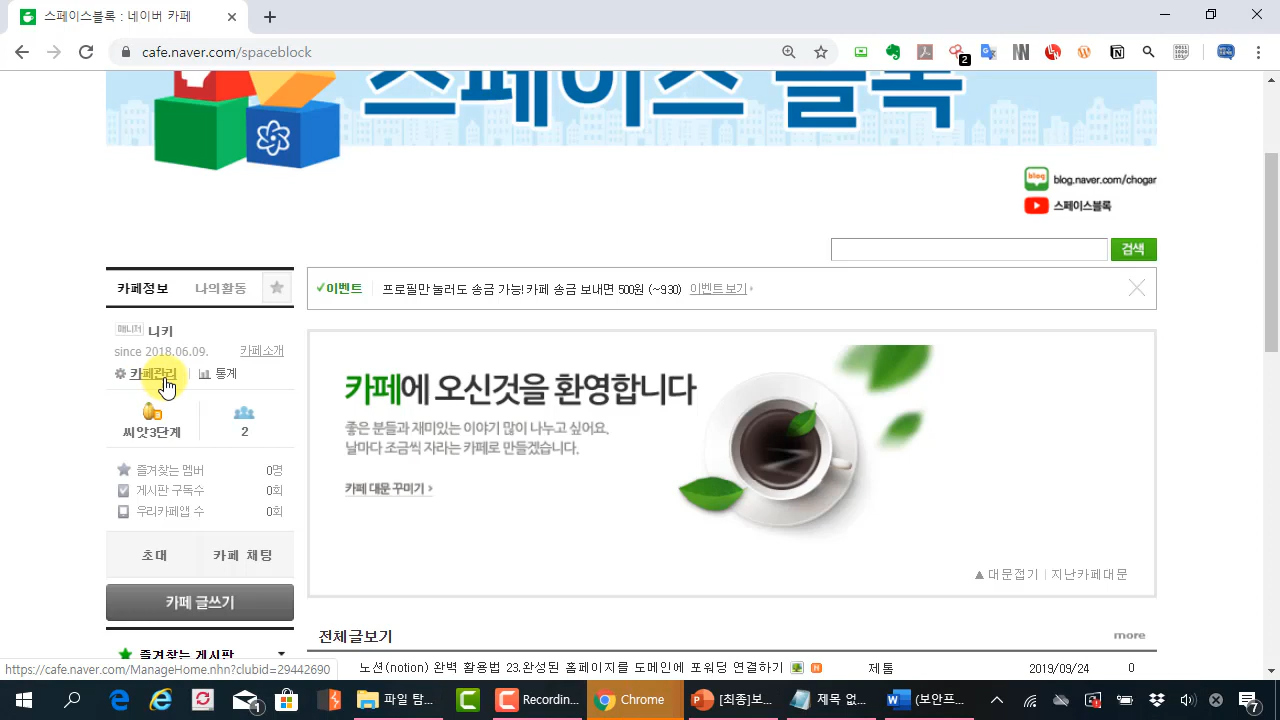 스페이스블록 : 네이버 카페
cafe.naver.com/spaceblock
2
스페이스 블록
blog
blog.naver.com/chogar
스페이스블록
검색
카페정보 나의활동
이벤트 프로필만 눌러도 송금 가능! 카페 송금 보내면 500원 (~9.30) 이벤트 보기
매니저 니키
since 2018.06.09. 카페소개
카페관리 통계
씨앗3단계 2
즐겨찾는 멤버 0명
게시판 구독수 0회
우리카페앱 수 0회
초대 카페 채팅
카페 글쓰기
즐겨찾는 게시판
카페에 오신것을 환영합니다
좋은 분들과 재미있는 이야기 많이 나누고 싶어요.
날마다 조금씩 자라는 카페로 만들겠습니다.
카페 대문 꾸미기
대문접기 지난카페대문
전체글보기 more
노션(notion) 완벽 활용법 23.완성된 홈페이지를 도메인에 포워딩 연결하기 제 톰 2019/09/24 0
https://cafe.naver.com/ManageHome.nhn?clubid=29442690
1 파일 탐... Recordin... Chrome [최종]보... 제목 없... (보안프... 7